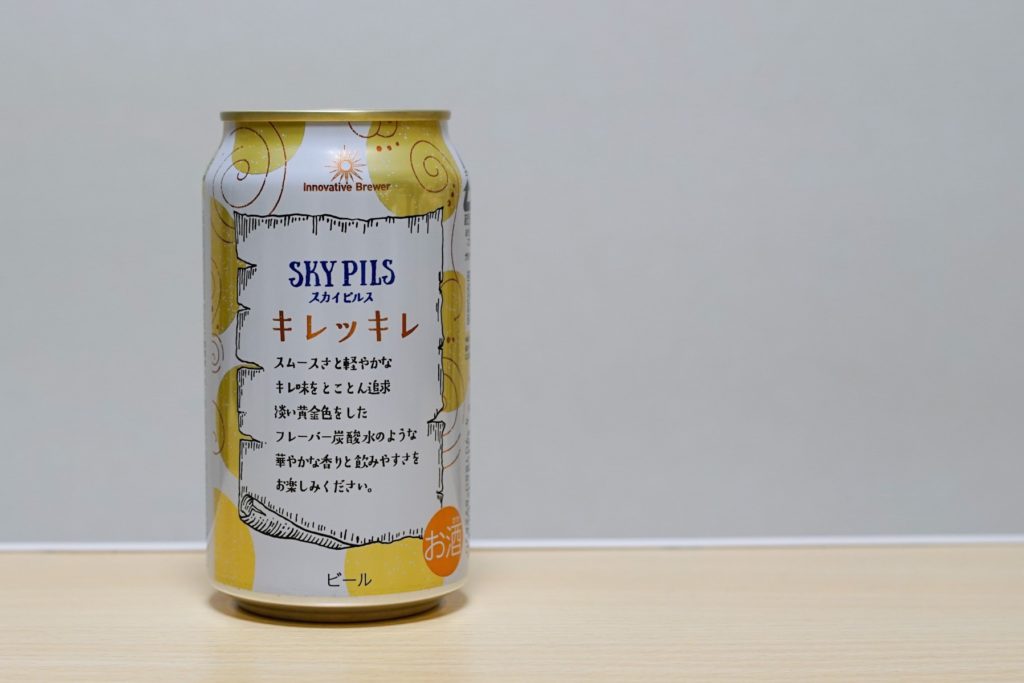 Innovative Brewer
SKY PILS
スカイピルス
キレッキレ
スムースさと軽やかな
キレ味をとことん追求
淡い黄金色をした
フレーバー炭酸水のような
華やかな香りと飲みやすさを
お楽しみください。
お酒
ビール